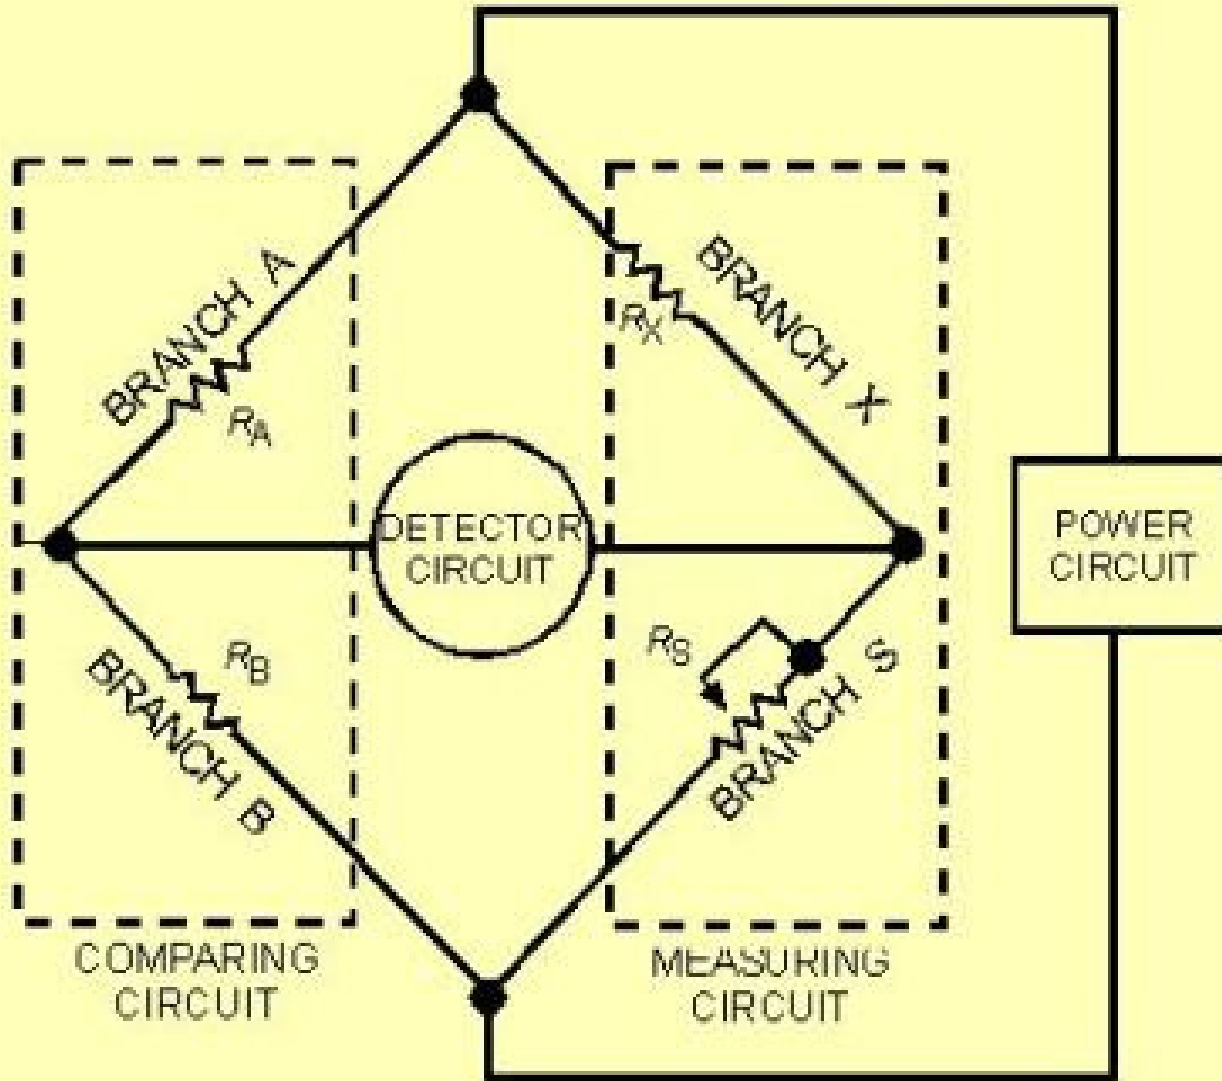 BRANCH A
RA
BRANCH X
RX
DETECTOR
CIRCUIT
POWER
CIRCUIT
RB
BRANCH B
RS
BRANCH S
COMPARING
CIRCUIT
MEASURING
CIRCUIT